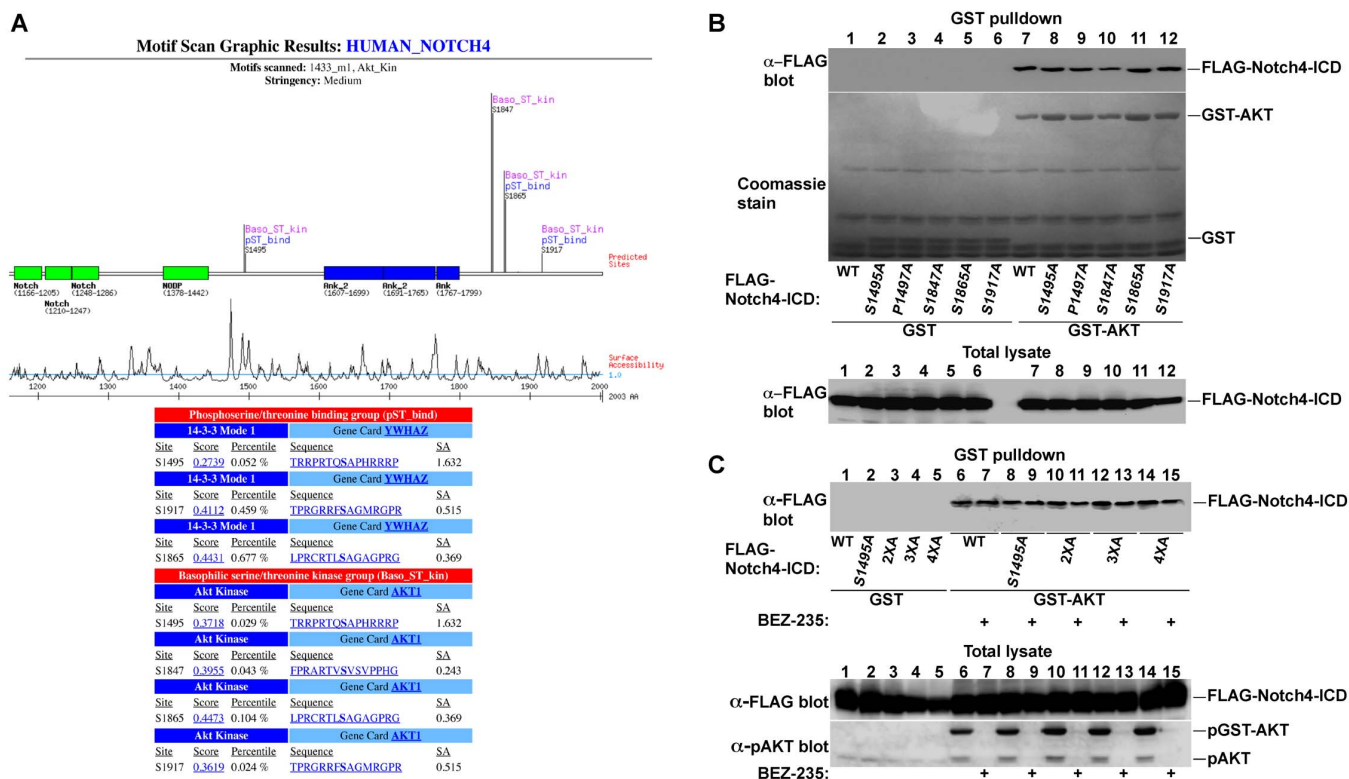 A
Motif Scan Graphic Results: HUMAN_NOTCH4
Motifs scanned: 1433_m1, Akt_Kin
Stringency: Medium
Baso_ST_kin
S1847
Baso_ST_kin
pST_bind
S1865
Baso_ST_kin
pST_bind
S1495
Baso_ST_kin
pST_bind
S1917
Predicted
Sites
Notch
(1166-1205)
Notch
(1210-1247)
Notch
(1248-1286)
NODP
(1378-1442)
Ank_2
(1607-1699)
Ank_2
(1691-1765)
Ank
(1767-1799)
Surface
Accessibility
1.0
1200 1300 1400 1500 1600 1700 1800 1900 2000
2003 AA
Phosphoserine/threonine binding group (pST_bind)
14-3-3 Mode 1 Gene Card YWHAZ
Site Score Percentile Sequence SA
S1495 0.2739 0.052 % TRRPRTQSAPHRRRP 1.632
14-3-3 Mode 1 Gene Card YWHAZ
Site Score Percentile Sequence SA
S1917 0.4112 0.459 % TPRGRRFSAGMRGPR 0.515
14-3-3 Mode 1 Gene Card YWHAZ
Site Score Percentile Sequence SA
S1865 0.4431 0.677 % LPRCRTLSAGAGPRG 0.369
Basophilic serine/threonine kinase group (Baso_ST_kin)
Akt Kinase Gene Card AKT1
Site Score Percentile Sequence SA
S1495 0.3718 0.029 % TRRPRTQSAPHRRRP 1.632
Akt Kinase Gene Card AKT1
Site Score Percentile Sequence SA
S1847 0.3955 0.043 % FPRARTVSVSVPPHG 0.243
Akt Kinase Gene Card AKT1
Site Score Percentile Sequence SA
S1865 0.4473 0.104 % LPRCRTLSAGAGPRG 0.369
Akt Kinase Gene Card AKT1
Site Score Percentile Sequence SA
S1917 0.3619 0.024 % TPRGRRFSAGMRGPR 0.515
B
GST pulldown
1 2 3 4 5 6 7 8 9 10 11 12
α-FLAG
blot
FLAG-Notch4-ICD
GST-AKT
Coomassie
stain
GST
FLAG-
Notch4-ICD:
WT S1495A P1497A S1847A S1865A S1917A WT S1495A P1497A S1847A S1865A S1917A
GST GST-AKT
Total lysate
1 2 3 4 5 6 7 8 9 10 11 12
α-FLAG
blot
FLAG-Notch4-ICD
C
GST pulldown
1 2 3 4 5 6 7 8 9 10 11 12 13 14 15
α-FLAG
blot
FLAG-Notch4-ICD
FLAG-
Notch4-ICD:
WT S1495A 2XA 3XA 4XA WT S1495A 2XA 3XA 4XA
GST GST-AKT
BEZ-235: + + + + +
Total lysate
1 2 3 4 5 6 7 8 9 10 11 12 13 14 15
α-FLAG blot
FLAG-Notch4-ICD
α-pAKT blot
pGST-AKT
pAKT
BEZ-235: + + + + +